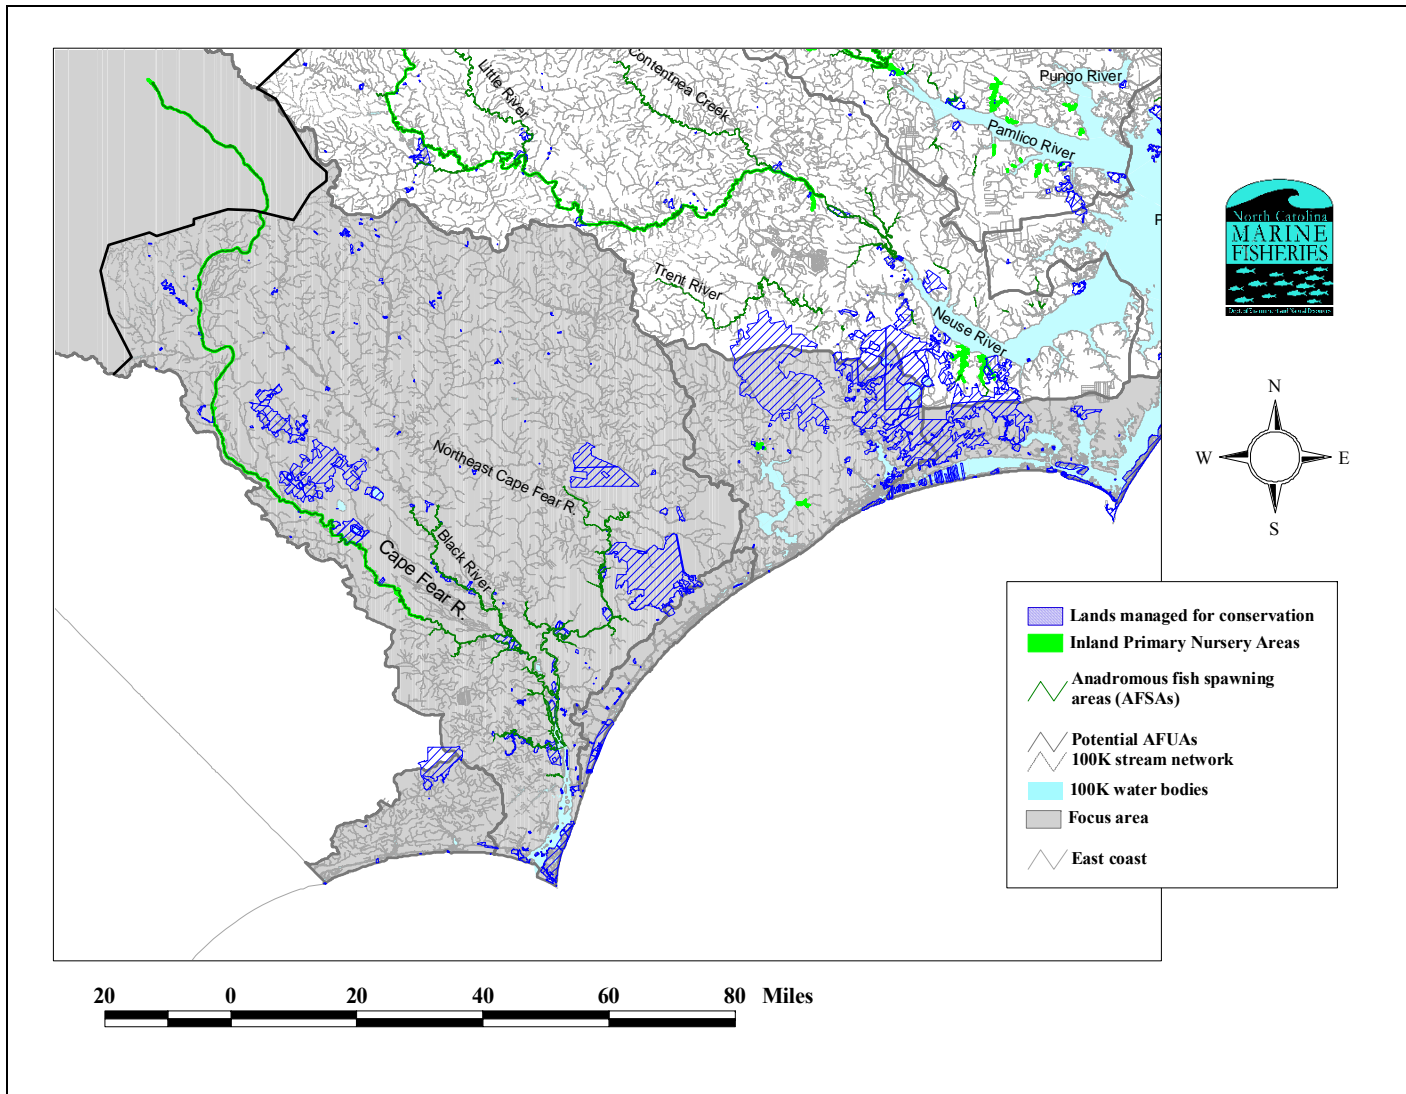 Little River
Contentnea Creek
Pungo River
Pamlico River
Trent River
Neuse River
Northeast Cape Fear R.
Black River
Cape Fear R.
North Carolina
MARINE
FISHERIES
N
W
E
S
Lands managed for conservation
Inland Primary Nursery Areas
Anadromous fish spawning
areas (AFSAs)
Potential AFUAs
100K stream network
100K water bodies
Focus area
East coast
20 0 20 40 60 80 Miles